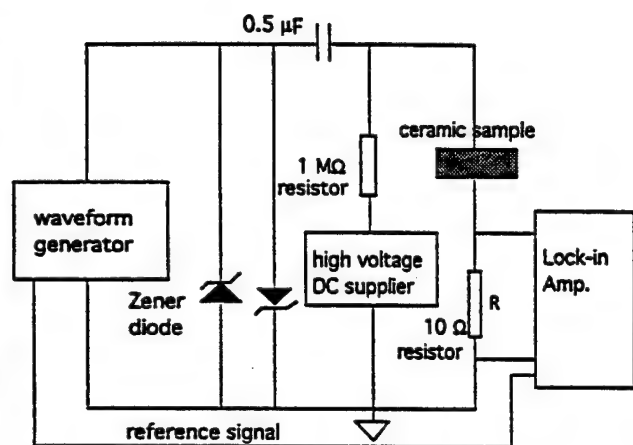 0.5 µF
ceramic sample
1 MΩ
resistor
waveform
generator
high voltage
DC supplier
Lock-in
Amp.
Zener
diode
R
10 Ω
resistor
reference signal